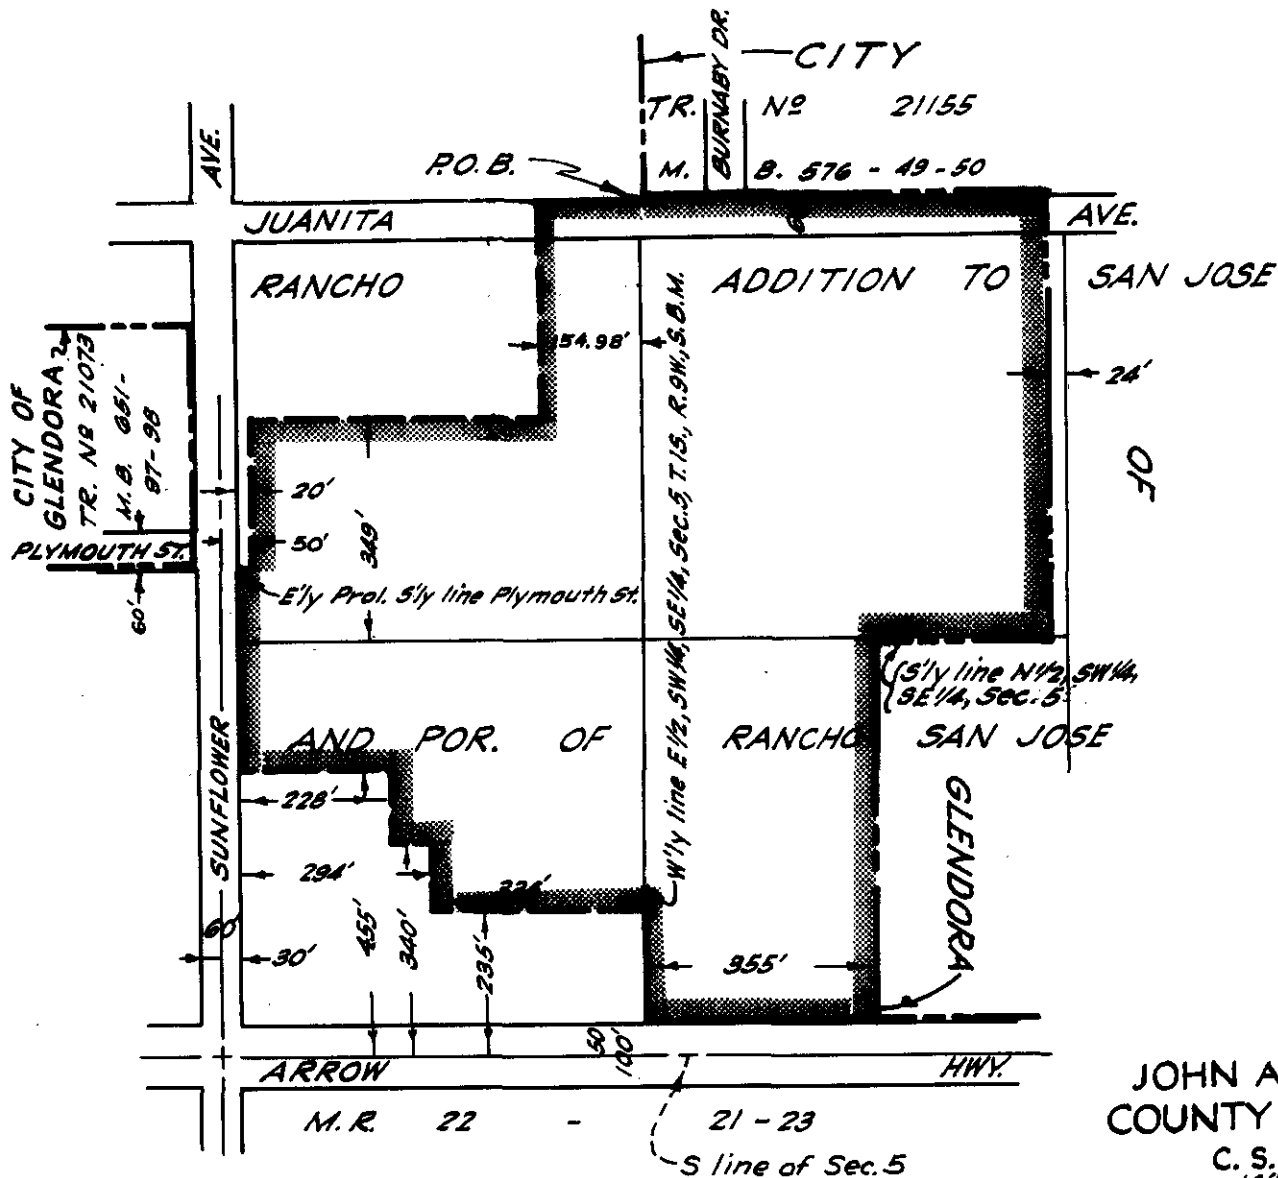 CITY
BURNABY DR.
TR. Nº 21155
M. B. 576 - 49-50
P.O.B.
AVE.
JUANITA AVE.
RANCHO ADDITION TO SAN JOSE
154.98'
24'
CITY OF
GLENDORA
TR. Nº 21073
M.B. 651-
97-98
20'
50'
349'
PLYMOUTH ST.
60'
E'ly Prol. S'ly line Plymouth St.
W'ly line E1/2, SW1/4, SE1/4, Sec.5, T.1S., R.9W., S.B.M.
OF
S'ly line N1/2, SW1/4,
SE1/4, Sec. 5
AND POR. OF RANCHO SAN JOSE
SUNFLOWER
228'
294'
GLENDORA
60'
30'
455'
340'
235'
355'
50
100'
ARROW HWY.
M.R. 22 - 21-23
S line of Sec. 5
JOHN A
COUNTY
C. S.